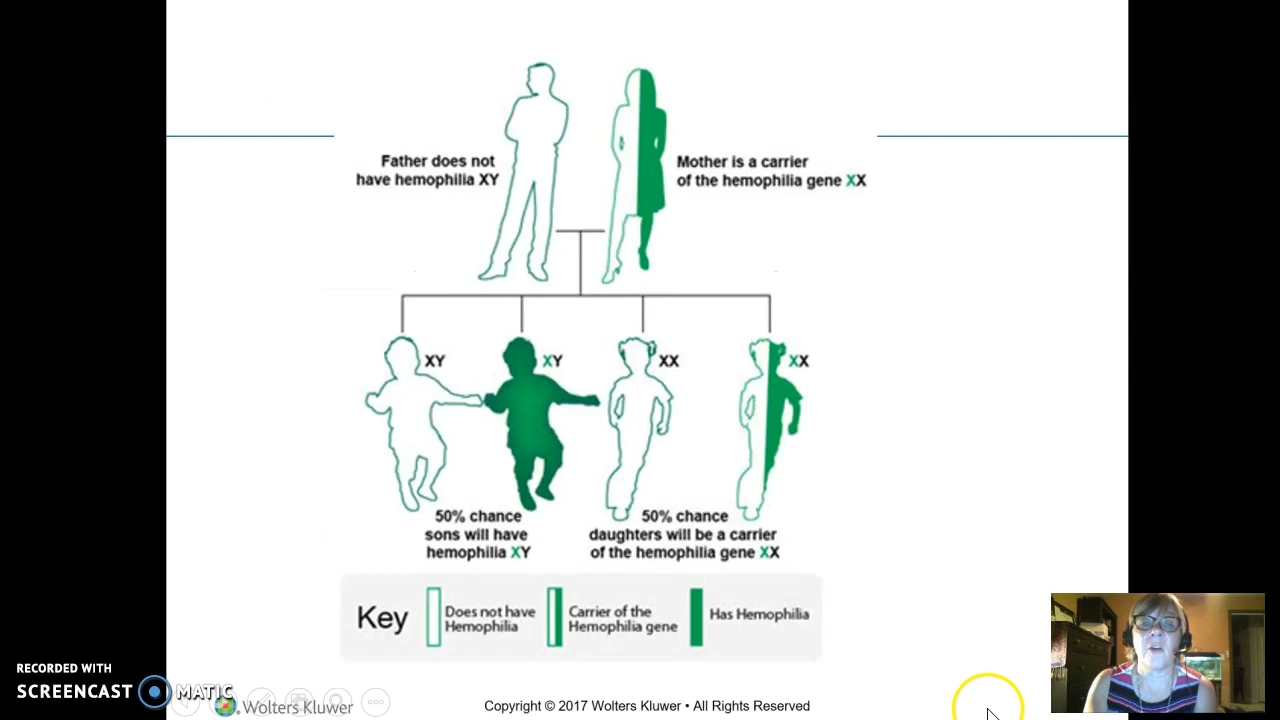 Father does not
have hemophilia XY
Mother is a carrier
of the hemophilia gene XX
XY
XY
XX
XX
50% chance
sons will have
hemophilia XY
50% chance
daughters will be a carrier
of the hemophilia gene XX
Key
Does not have
Hemophilia
Carrier of the
Hemophilia gene
Has Hemophilia
RECORDED WITH
SCREENCAST MATIC
Wolters Kluwer
Copyright © 2017 Wolters Kluwer • All Rights Reserved